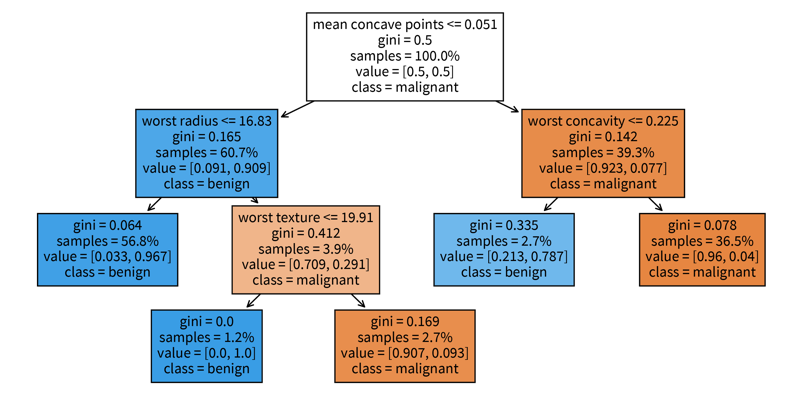 mean concave points <= 0.051
gini = 0.5
samples = 100.0%
value = [0.5, 0.5]
class = malignant
worst radius <= 16.83
gini = 0.165
samples = 60.7%
value = [0.091, 0.909]
class = benign
worst concavity <= 0.225
gini = 0.142
samples = 39.3%
value = [0.923, 0.077]
class = malignant
gini = 0.064
samples = 56.8%
value = [0.033, 0.967]
class = benign
worst texture <= 19.91
gini = 0.412
samples = 3.9%
value = [0.709, 0.291]
class = malignant
gini = 0.335
samples = 2.7%
value = [0.213, 0.787]
class = benign
gini = 0.078
samples = 36.5%
value = [0.96, 0.04]
class = malignant
gini = 0.0
samples = 1.2%
value = [0.0, 1.0]
class = benign
gini = 0.169
samples = 2.7%
value = [0.907, 0.093]
class = malignant